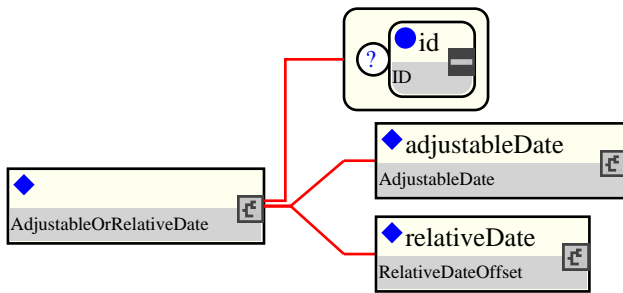 ?
id
ID
adjustableDate
AdjustableDate
AdjustableOrRelativeDate
relativeDate
RelativeDateOffset